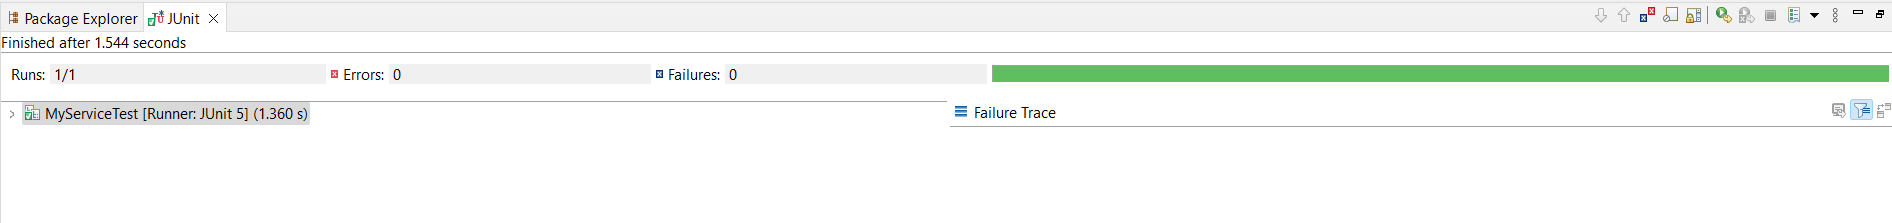 Package Explorer JUnit
Finished after 1.544 seconds
Runs: 1/1 Errors: 0 Failures: 0
MyServiceTest [Runner: JUnit 5] (1.360 s) Failure Trace